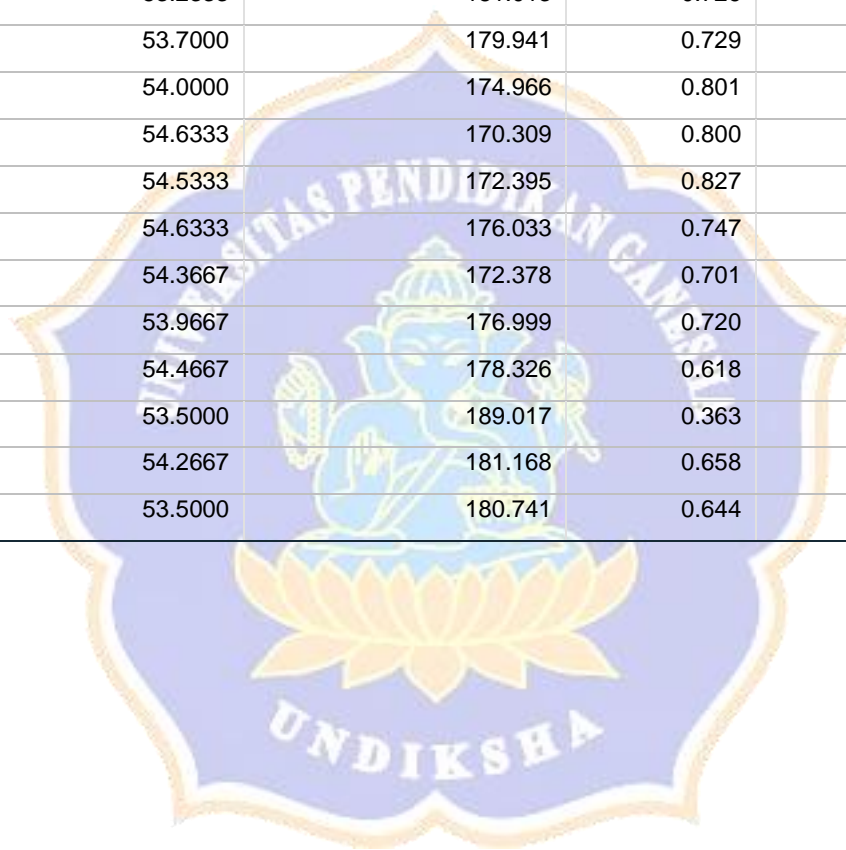 53.7000 179.941 0.729
54.0000 174.966 0.801
54.6333 170.309 0.800
54.5333 172.395 0.827
54.6333 176.033 0.747
54.3667 172.378 0.701
53.9667 176.999 0.720
54.4667 178.326 0.618
53.5000 189.017 0.363
54.2667 181.168 0.658
53.5000 180.741 0.644
UNIVERSITAS PENDIDIKAN GANESHA
UNDIKSHA